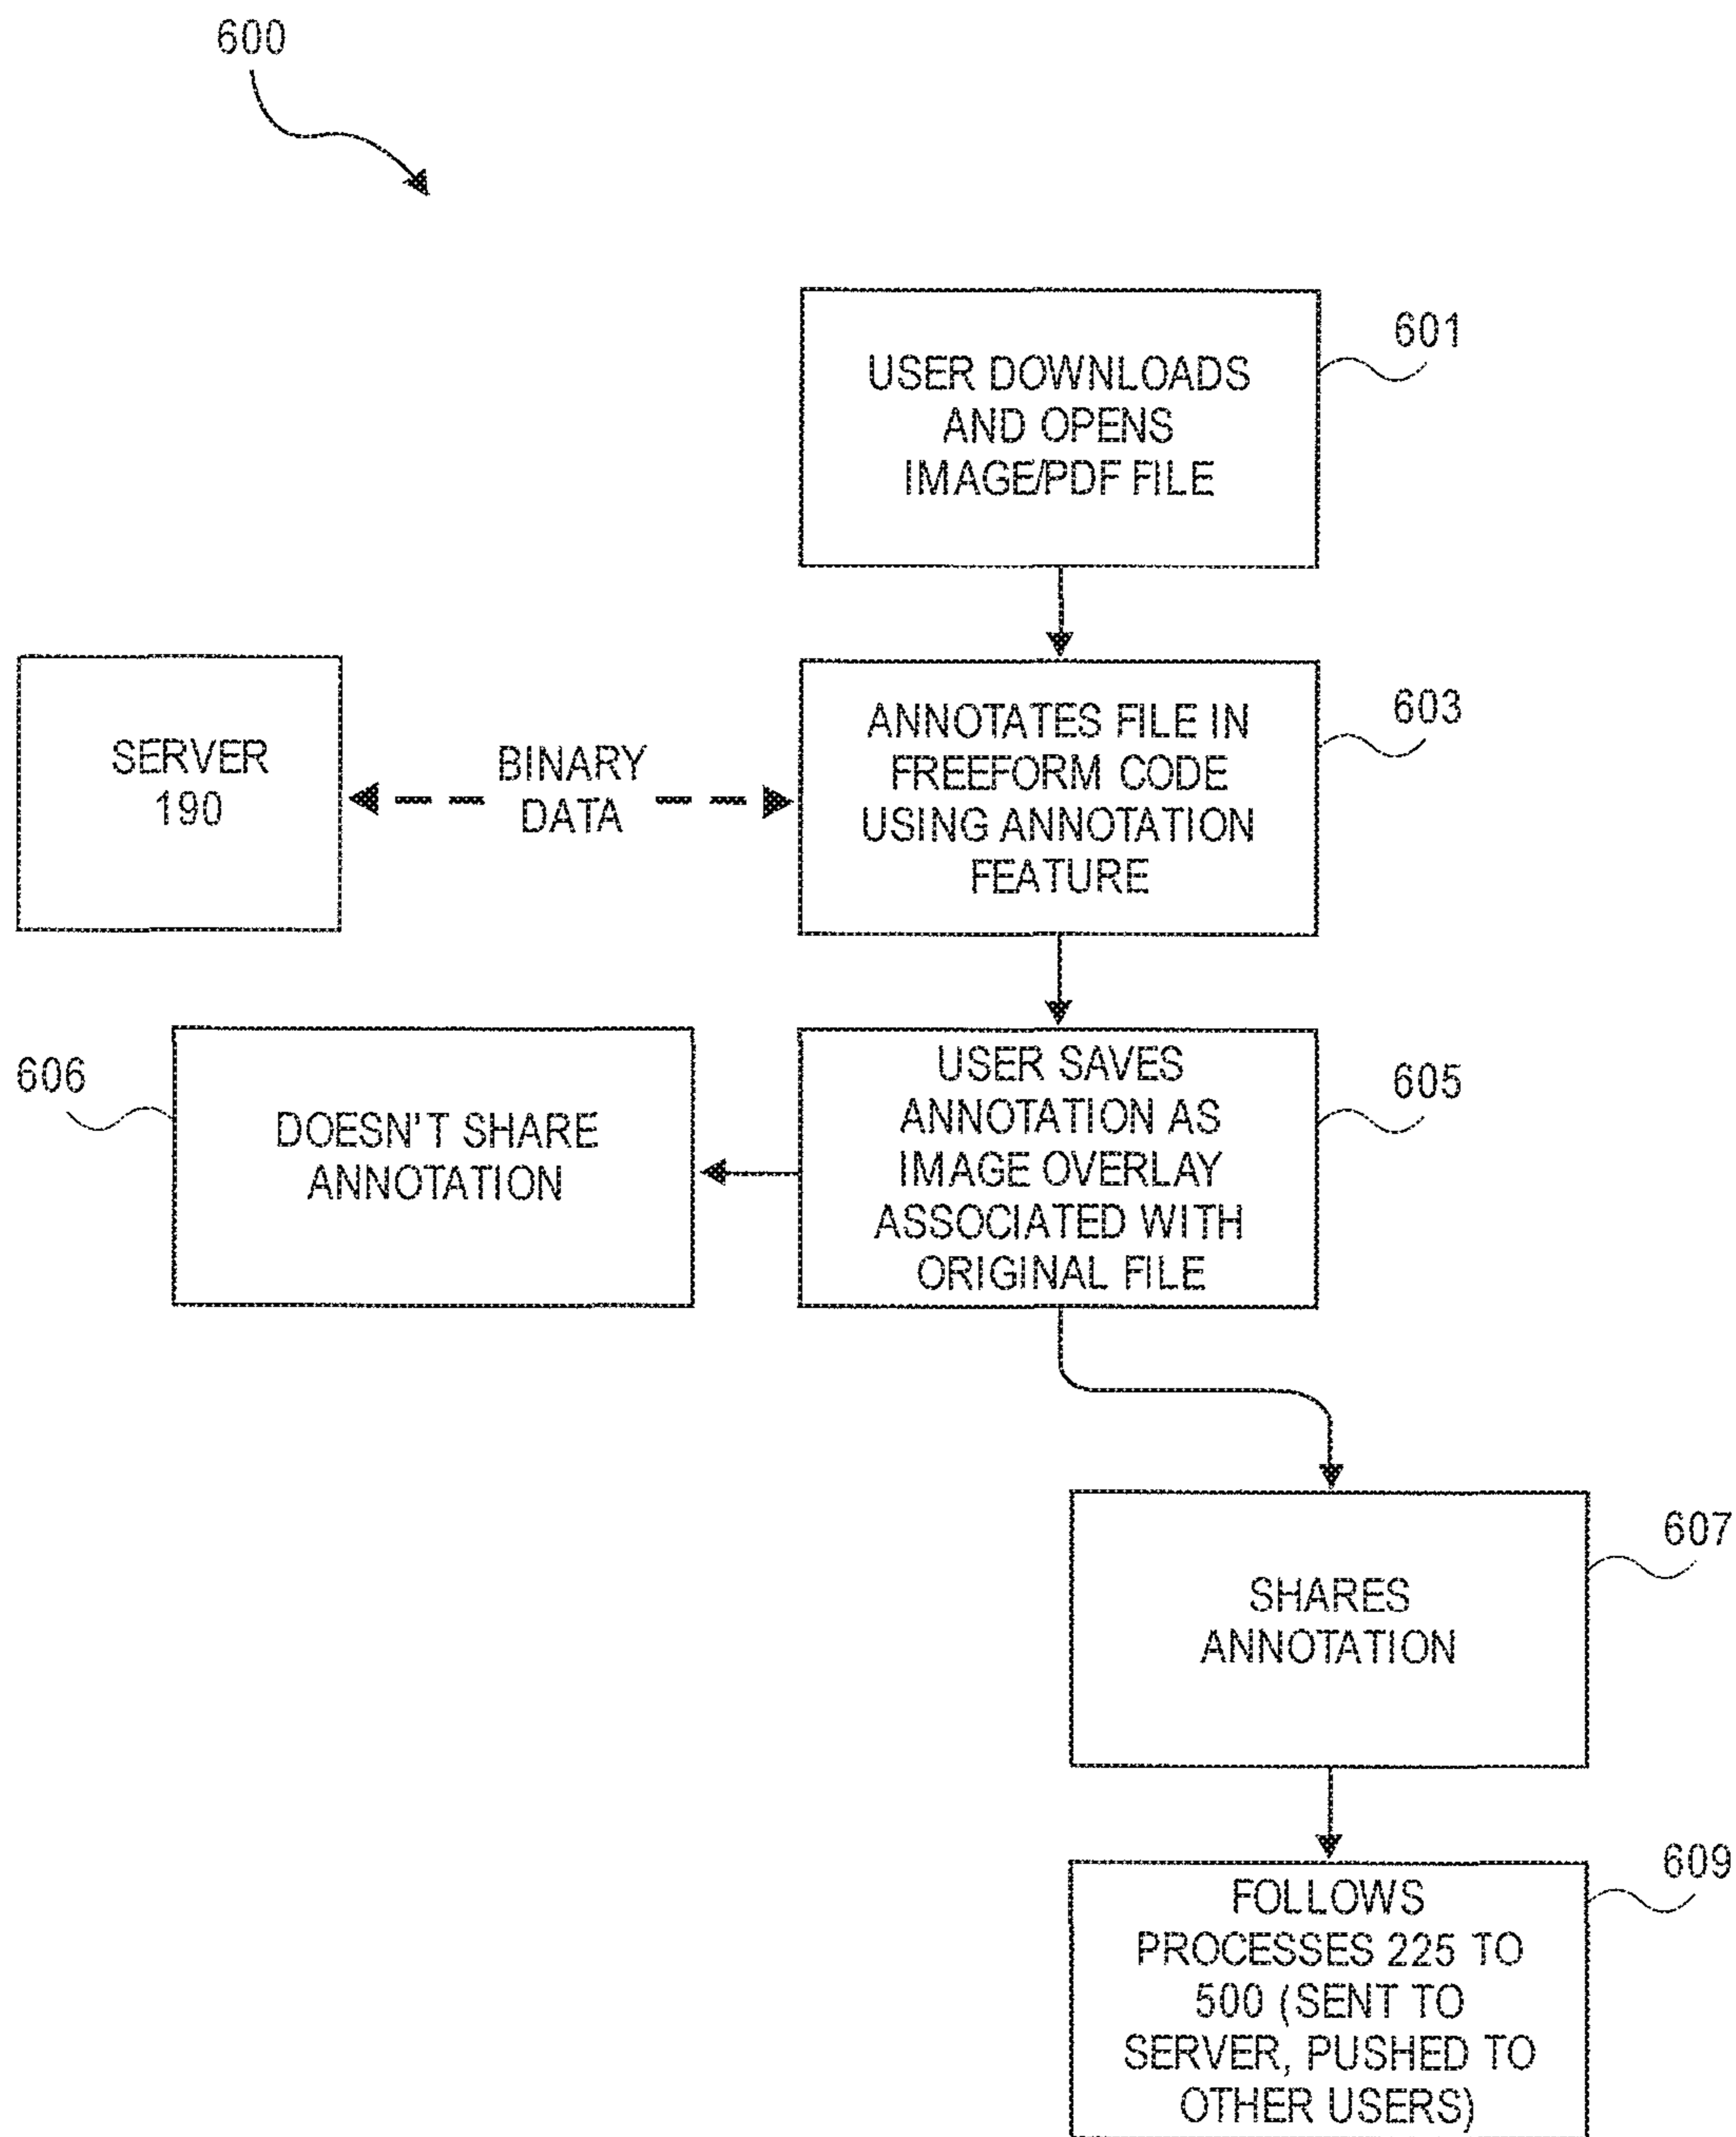 600
USER DOWNLOADS
AND OPENS
IMAGE/PDF FILE
601
SERVER
190
BINARY
DATA
ANNOTATES FILE IN
FREEFORM CODE
USING ANNOTATION
FEATURE
603
606
DOESN'T SHARE
ANNOTATION
USER SAVES
ANNOTATION AS
IMAGE OVERLAY
ASSOCIATED WITH
ORIGINAL FILE
605
SHARES
ANNOTATION
607
FOLLOWS
PROCESSES 225 TO
500 (SENT TO
SERVER, PUSHED TO
OTHER USERS)
609